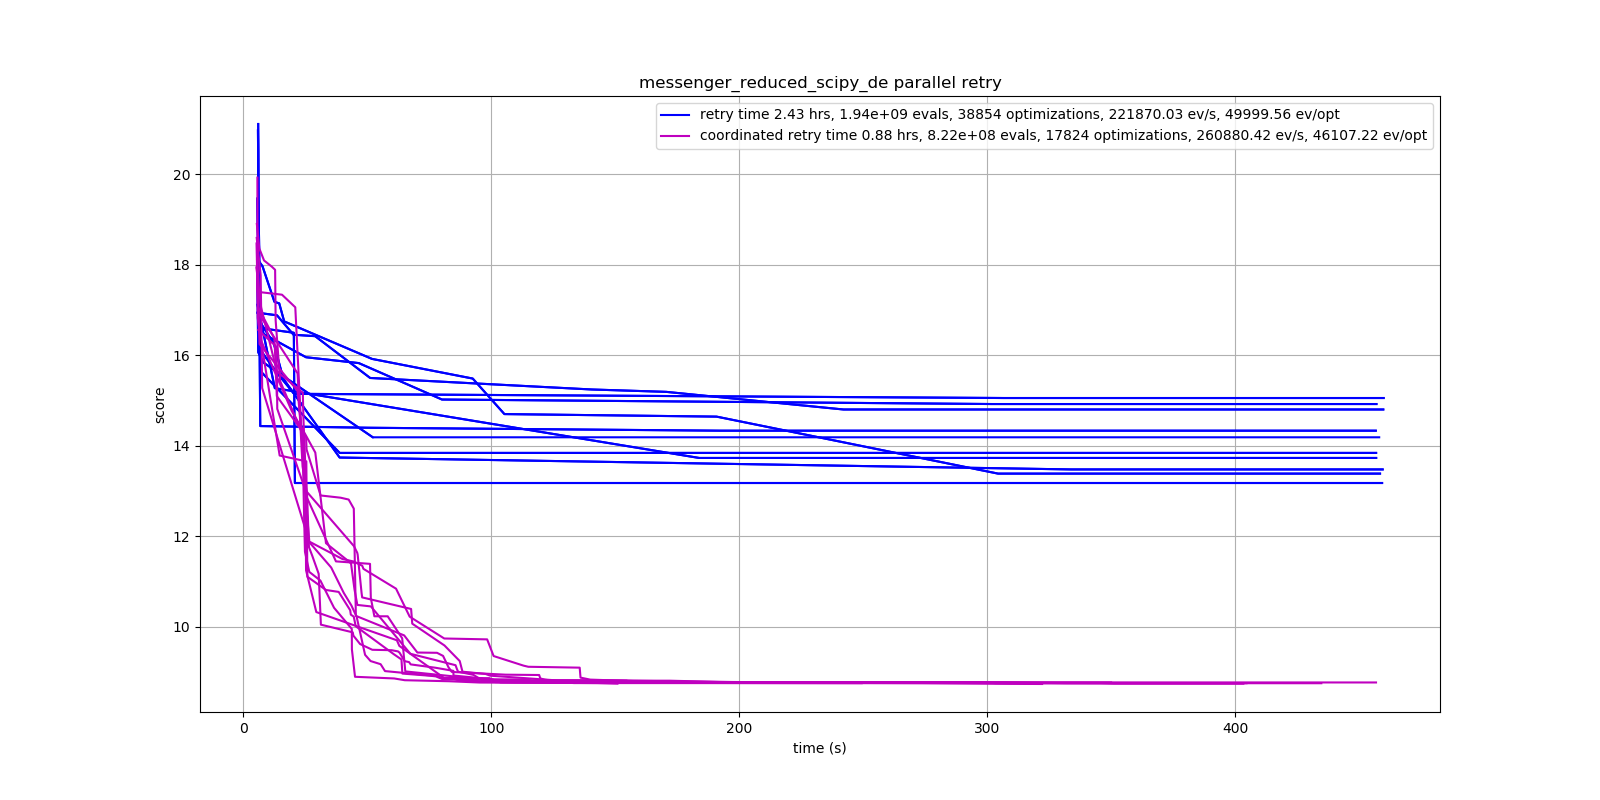 messenger_reduced_scipy_de parallel retry
retry time 2.43 hrs, 1.94e+09 evals, 38854 optimizations, 221870.03 ev/s, 49999.56 ev/opt
coordinated retry time 0.88 hrs, 8.22e+08 evals, 17824 optimizations, 260880.42 ev/s, 46107.22 ev/opt
20
18
16
score
14
12
10
0 100 200 300 400
time (s)